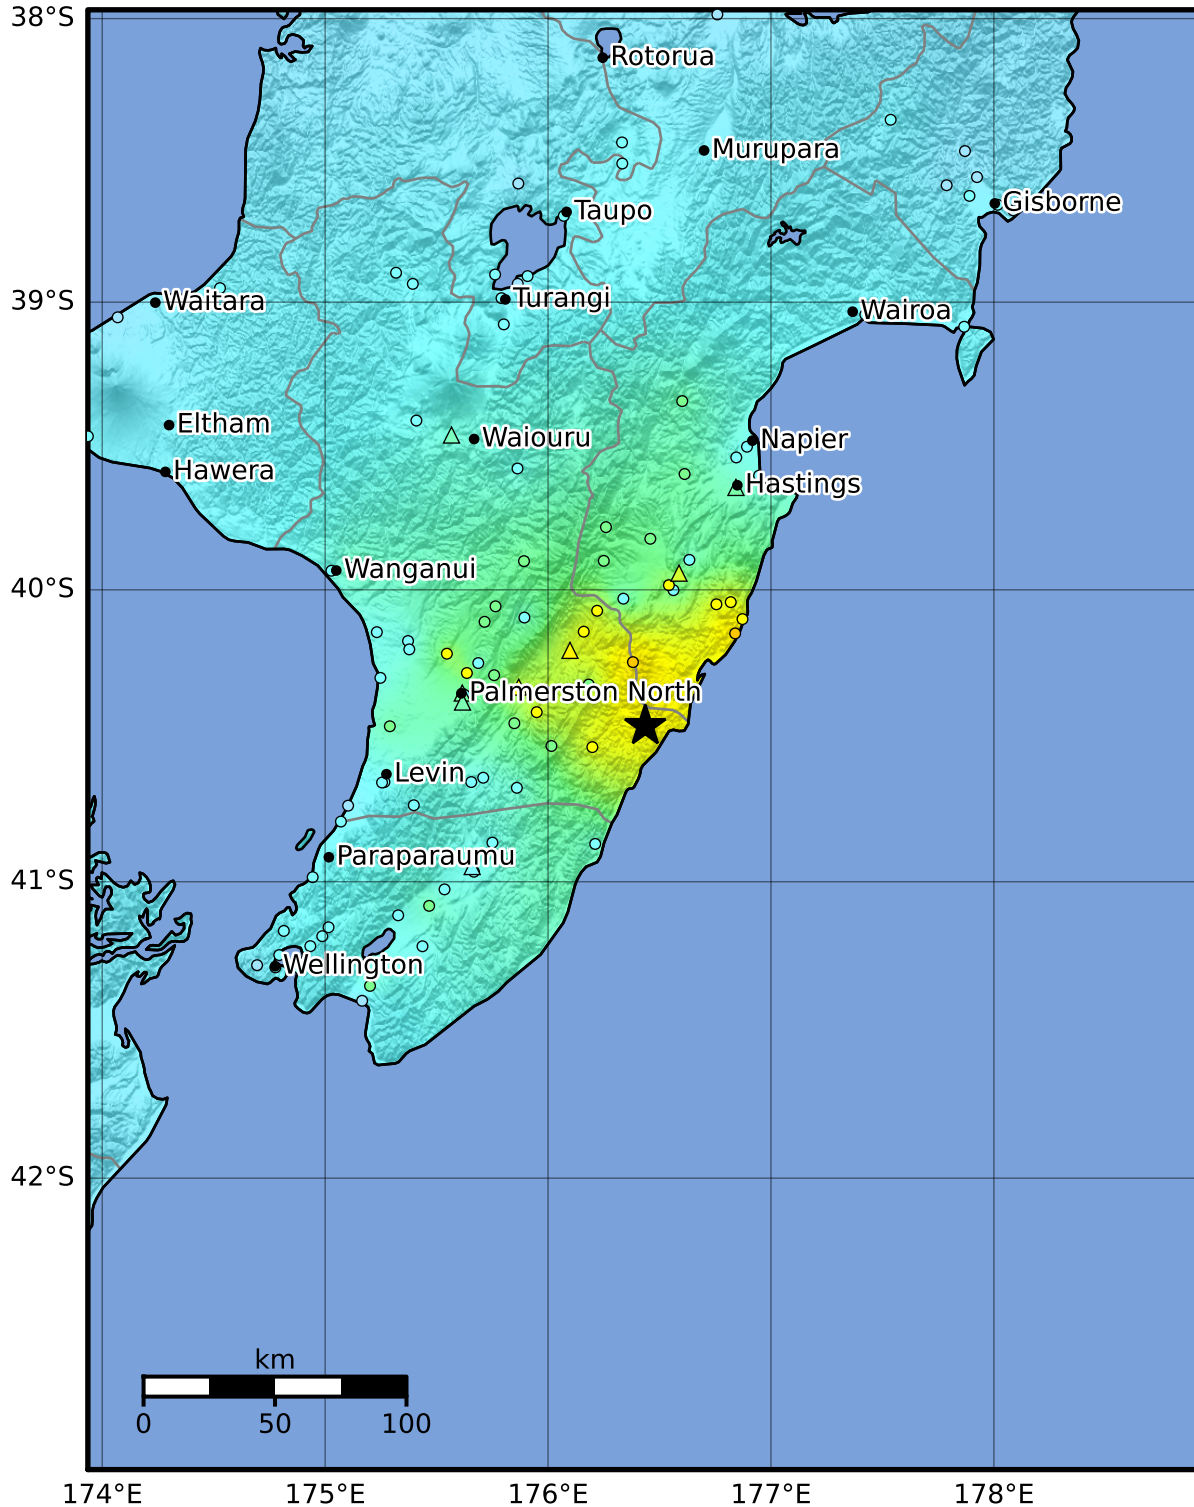 38°S
Rotorua
Murupara
Gisborne
Taupo
Turangi
Waitara
39°S
Wairoa
Eltham
Waiouru
Napier
Hawera
Hastings
Wanganui
40°S
Palmerston North
Levin
Paraparaumu
41°S
Wellington
42°S
km
0 50 100
174°E 175°E 176°E 177°E 178°E